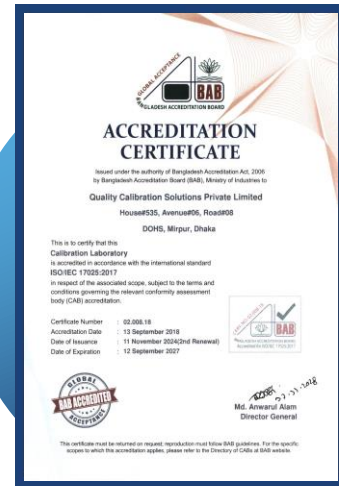 FOR GLOBAL ACCEPTANCE
BAB
BANGLADESH ACCREDITATION BOARD
ACCREDITATION
CERTIFICATE
Issued under the authority of Bangladesh Accreditation Act, 2006
by Bangladesh Accreditation Board (BAB), Ministry of Industries to
Quality Calibration Solutions Private Limited
House#535, Avenue#06, Road#08
DOHS, Mirpur, Dhaka
This is to certify that this
Calibration Laboratory
is accredited in accordance with the international standard
ISO/IEC 17025:2017
in respect of the associated scope, subject to the terms and
conditions governing the relevant conformity assessment
body (CAB) accreditation.
Certificate Number : 02.008.18
Accreditation Date : 13 September 2018
Date of Issuance : 11 November 2024(2nd Renewal)
Date of Expiration : 12 September 2027
BAB
GLOBAL
BAB ACCREDITED
ACCEPTANCE
Md. Anwarul Alam
Director General
This certificate must be returned on request; reproduction must follow BAB guidelines. For the specific
scopes to which this accreditation applies, please refer to the Directory of CABs at BAB website